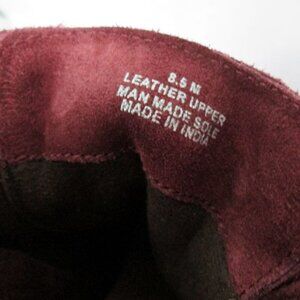 8.5 M
LEATHER UPPER
MAN MADE SOLE
MADE IN INDIA